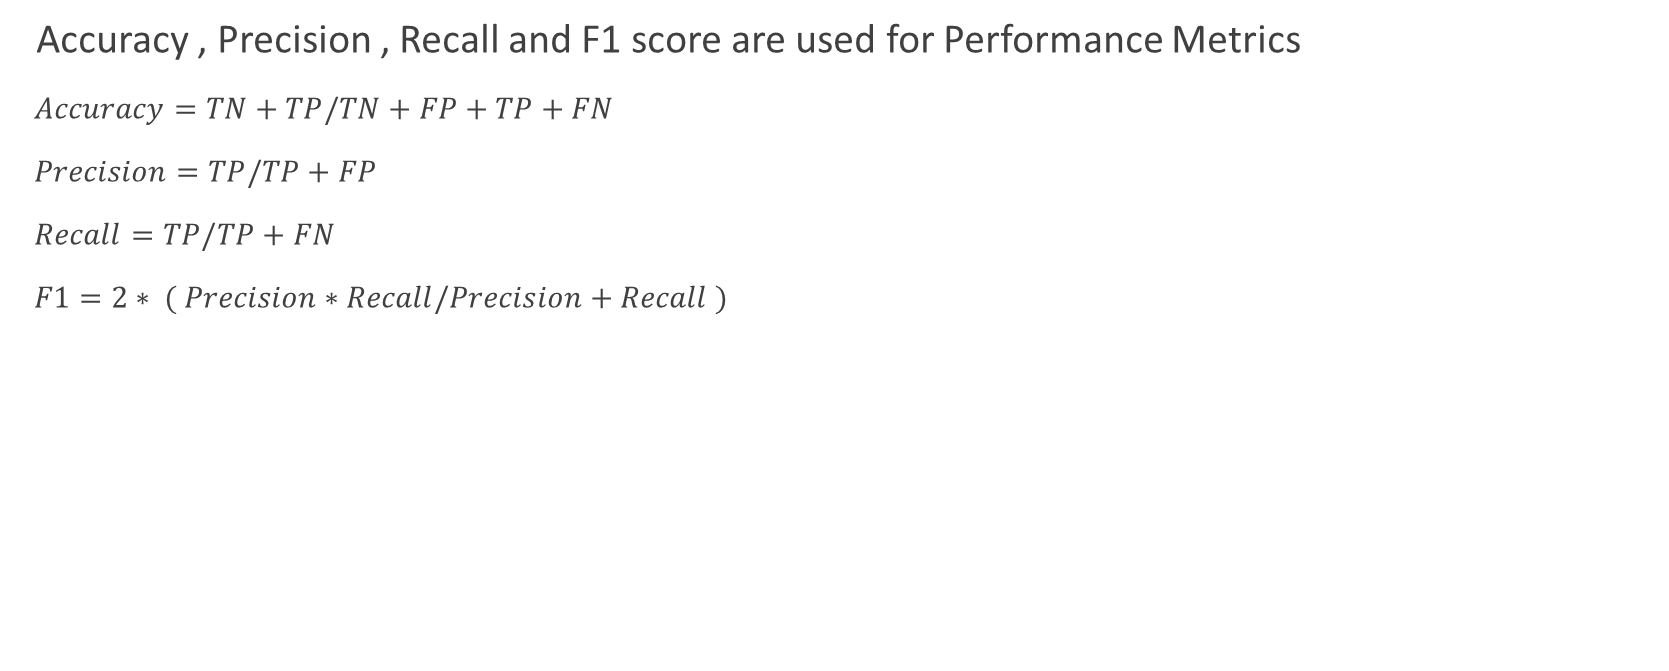 Accuracy , Precision , Recall and F1 score are used for Performance Metrics
Accuracy = TN + TP/TN + FP + TP + FN
Precision = TP/TP + FP
Recall = TP/TP + FN
F1 = 2 * ( Precision * Recall/Precision + Recall )